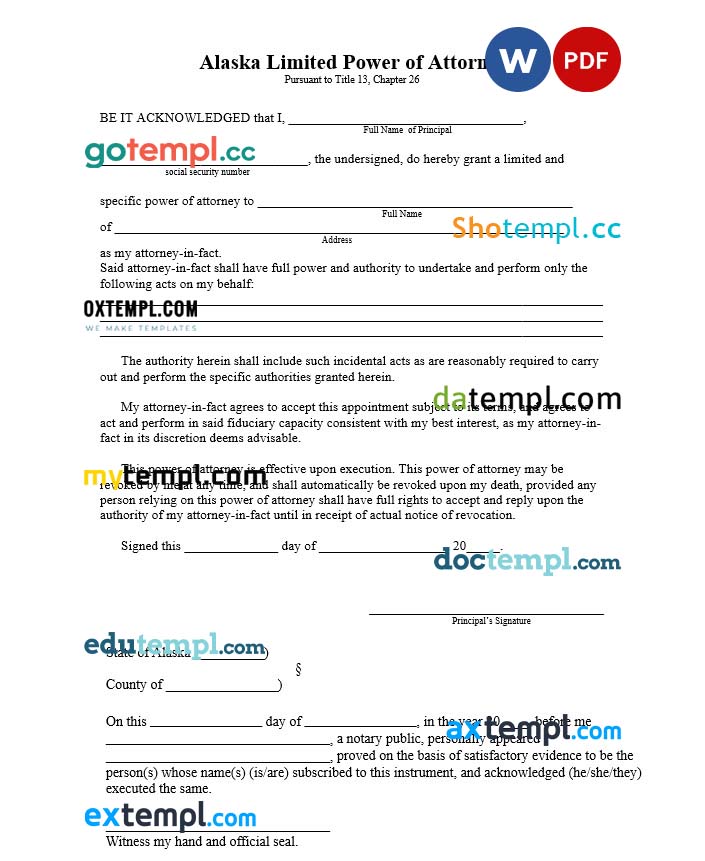 Alaska Limited Power of Attorn
W PDF
Pursuant to Title 13, Chapter 26
BE IT ACKNOWLEDGED that I, ________________,
Full Name of Principal
gotempl.cc
________________, the undersigned, do hereby grant a limited and
social security number
specific power of attorney to ________________
Full Name
of ________________
Shotempl.cc
Address
as my attorney-in-fact.
Said attorney-in-fact shall have full power and authority to undertake and perform only the
following acts on my behalf:
OXTEMPL.COM
WE MAKE TEMPLATES
The authority herein shall include such incidental acts as are reasonably required to carry
out and perform the specific authorities granted herein.
datempl.com
My attorney-in-fact agrees to accept this appointment subject to its terms, and agrees to
act and perform in said fiduciary capacity consistent with my best interest, as my attorney-in-
fact in its discretion deems advisable.
This power of attorney is effective upon execution. This power of attorney may be
mytempl.com
revoked by me at any time, and shall automatically be revoked upon my death, provided any
person relying on this power of attorney shall have full rights to accept and reply upon the
authority of my attorney-in-fact until in receipt of actual notice of revocation.
Signed this ________ day of ________, 20____.
doctempl.com
Principal's Signature
edutempl.com
State of Alaska ________)
§
County of ________)
On this ________ day of ________, in the year 20____, before me
axtempl.com
________________, a notary public, personally appeared
________________, proved on the basis of satisfactory evidence to be the
person(s) whose name(s) (is/are) subscribed to this instrument, and acknowledged (he/she/they)
executed the same.
extempl.com
Witness my hand and official seal.